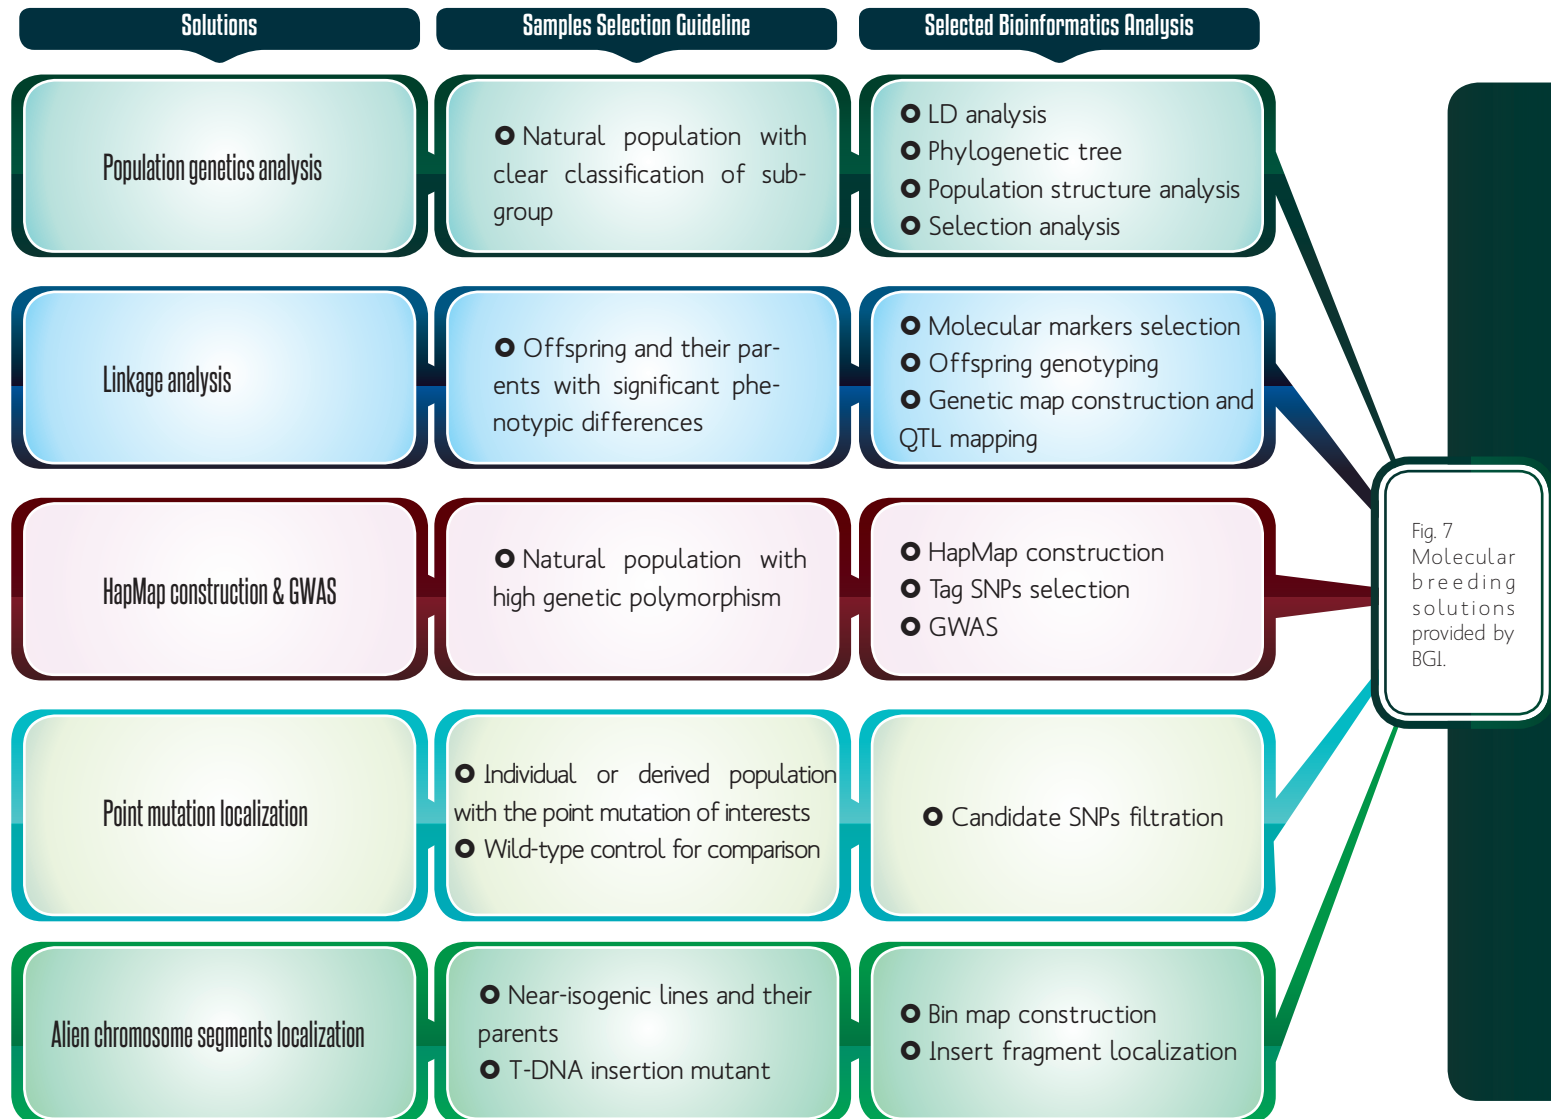 Solutions
Samples Selection Guideline
Selected Bioinformatics Analysis
Population genetics analysis
Natural population with
clear classification of sub-
group
LD analysis
Phylogenetic tree
Population structure analysis
Selection analysis
Linkage analysis
Offspring and their par-
ents with significant phe-
notypic differences
Molecular markers selection
Offspring genotyping
Genetic map construction and
QTL mapping
HapMap construction & GWAS
Natural population with
high genetic polymorphism
HapMap construction
Tag SNPs selection
GWAS
Point mutation localization
Individual or derived population
with the point mutation of interests
Wild-type control for comparison
Candidate SNPs filtration
Alien chromosome segments localization
Near-isogenic lines and their
parents
T-DNA insertion mutant
Bin map construction
Insert fragment localization
Fig. 7
Molecular
breeding
solutions
provided by
BGI.